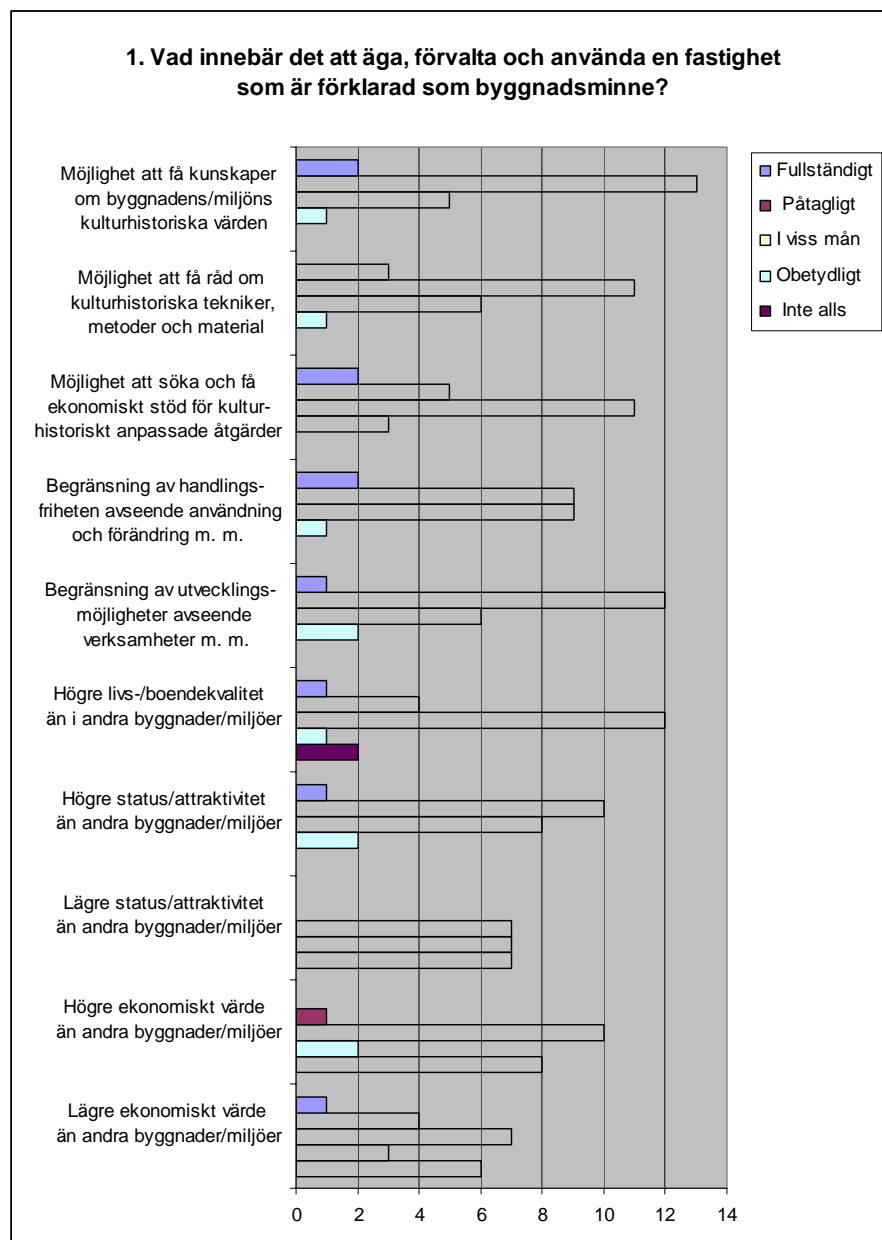 1. Vad innebär det att äga, förvalta och använda en fastighet
som är förklarad som byggnadsminne?
Möjlighet att få kunskaper
om byggnadens/miljöns
kulturhistoriska värden
Möjlighet att få råd om
kulturhistoriska tekniker,
metoder och material
Möjlighet att söka och få
ekonomiskt stöd för kultur-
historiskt anpassade åtgärder
Begränsning av handlings-
friheten avseende användning
och förändring m. m.
Begränsning av utvecklings-
möjligheter avseende
verksamheter m. m.
Högre livs-/boendekvalitet
än i andra byggnader/miljöer
Högre status/attraktivitet
än andra byggnader/miljöer
Lägre status/attraktivitet
än andra byggnader/miljöer
Högre ekonomiskt värde
än andra byggnader/miljöer
Lägre ekonomiskt värde
än andra byggnader/miljöer
0 2 4 6 8 10 12 14
Fullständigt
Påtagligt
I viss mån
Obetydligt
Inte alls